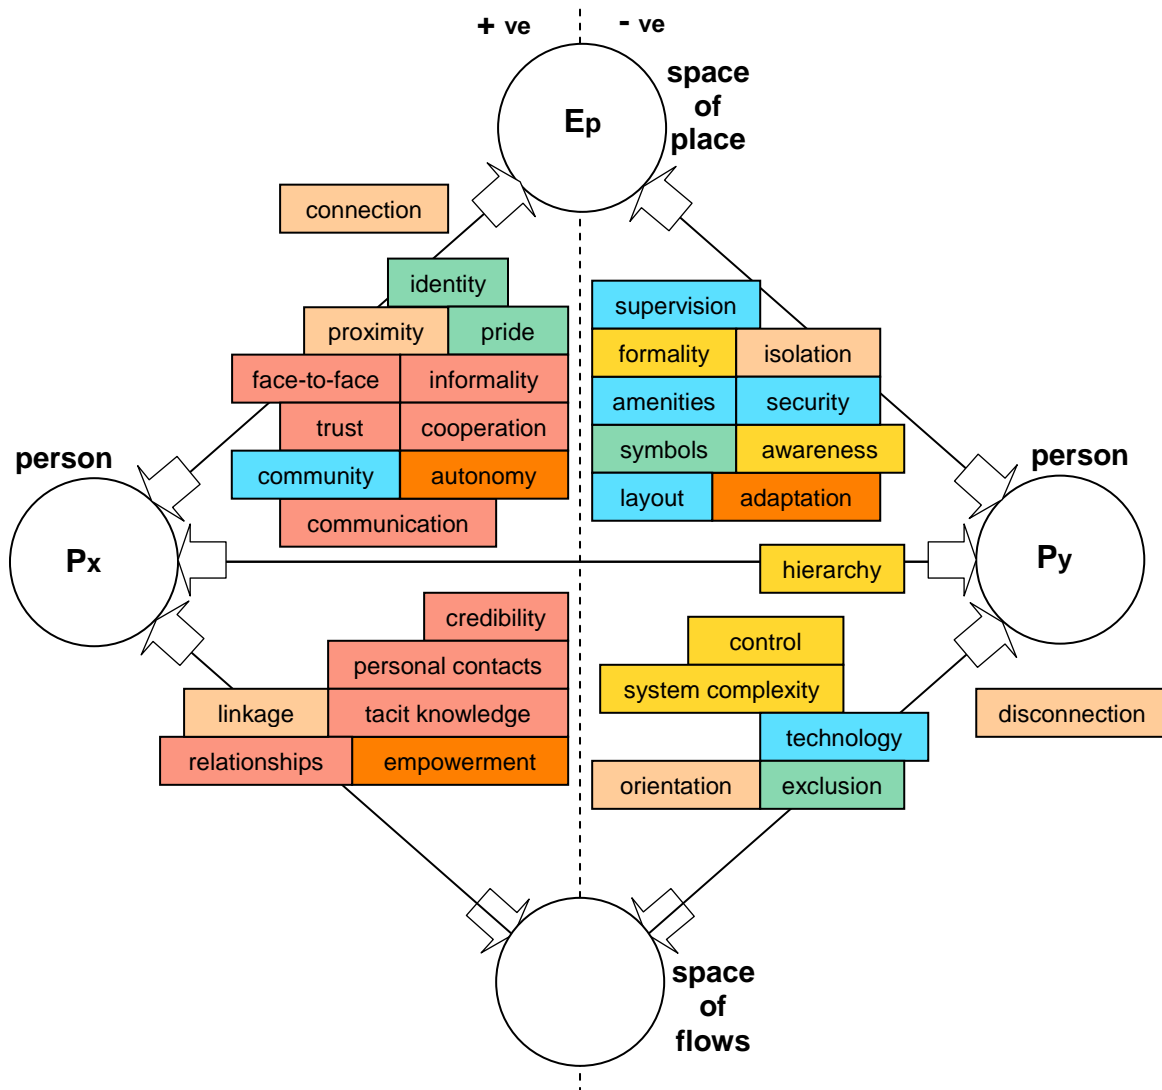 + ve - ve
space
of
place
Ep
connection
identity
supervision
proximity pride
formality isolation
face-to-face informality
amenities security
trust cooperation
symbols awareness
person
person
community autonomy
layout adaptation
communication
Px
hierarchy
Py
credibility
control
personal contacts
system complexity
linkage tacit knowledge
disconnection
technology
relationships empowerment
orientation exclusion
space
of
flows